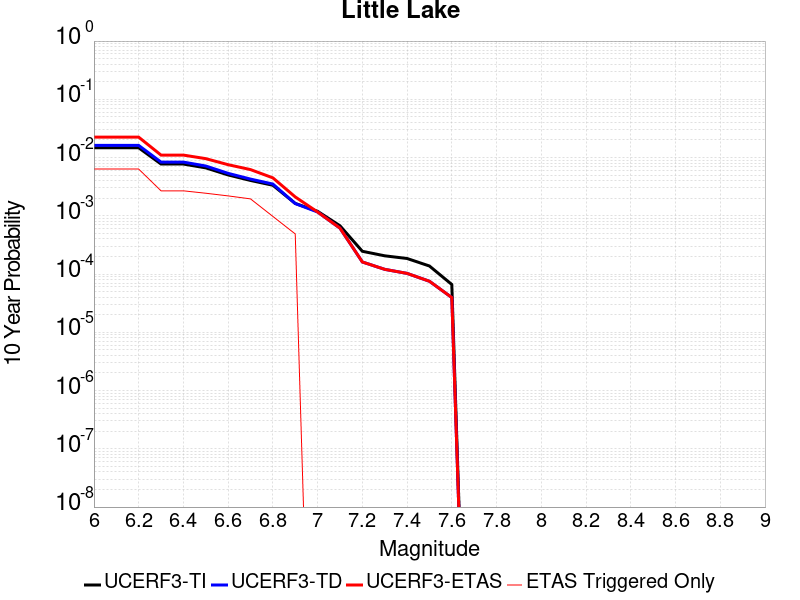 Little Lake
10^0
10^-1
10^-2
10^-3
10^-4
10^-5
10^-6
10^-7
10^-8
10 Year Probability
6 6.2 6.4 6.6 6.8 7 7.2 7.4 7.6 7.8 8 8.2 8.4 8.6 8.8 9
Magnitude
UCERF3-TI UCERF3-TD UCERF3-ETAS ETAS Triggered Only